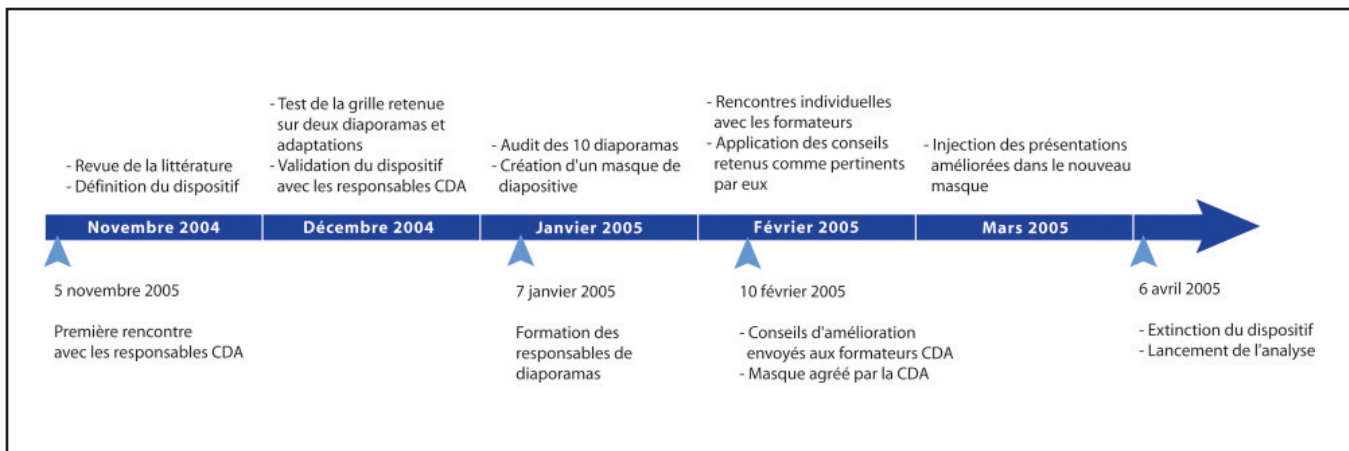 - Revue de la littérature
- Définition du dispositif
- Test de la grille retenue
sur deux diaporamas et
adaptations
- Validation du dispositif
avec les responsables CDA
- Audit des 10 diaporamas
- Création d'un masque de
diapositive
- Rencontres individuelles
avec les formateurs
- Application des conseils
retenus comme pertinents
par eux
- Injection des présentations
améliorées dans le nouveau
masque
Novembre 2004
Décembre 2004
Janvier 2005
Février 2005
Mars 2005
5 novembre 2005
Première rencontre
avec les responsables CDA
7 janvier 2005
Formation des
responsables de
diaporamas
10 février 2005
- Conseils d'amélioration
envoyés aux formateurs CDA
- Masque agréé par la CDA
6 avril 2005
- Extinction du dispositif
- Lancement de l'analyse